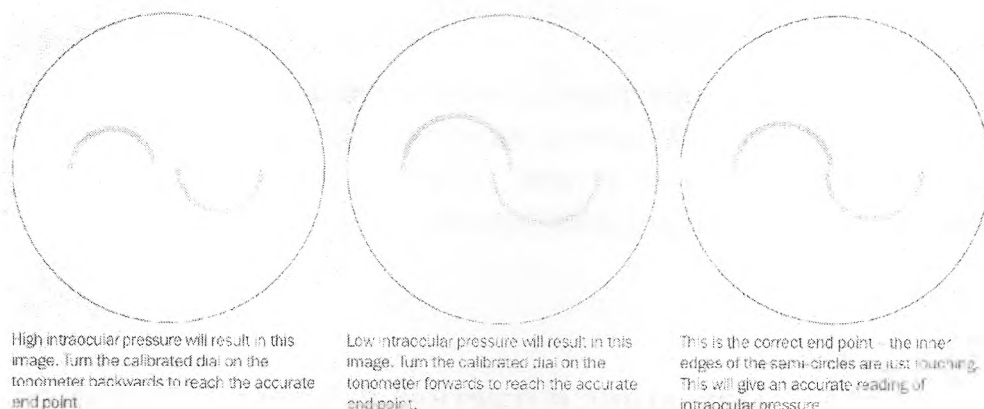 High intraocular pressure will result in this
image. Turn the calibrated dial on the
tonometer backwards to reach the accurate
end point.
Low intraocular pressure will result in this
image. Turn the calibrated dial on the
tonometer forwards to reach the accurate
end point.
This is the correct end point – the inner
edges of the semi-circles are just touching.
This will give an accurate reading of
intraocular pressure